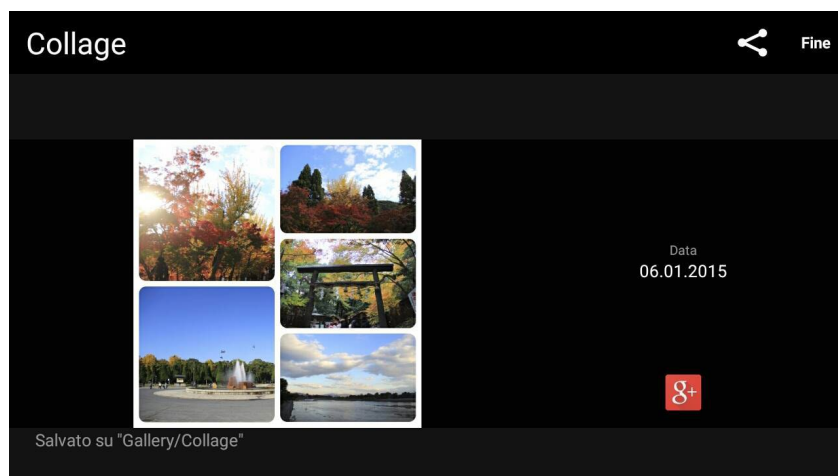 Collage
Fine
Data
06.01.2015
g+
Salvato su "Gallery/Collage"